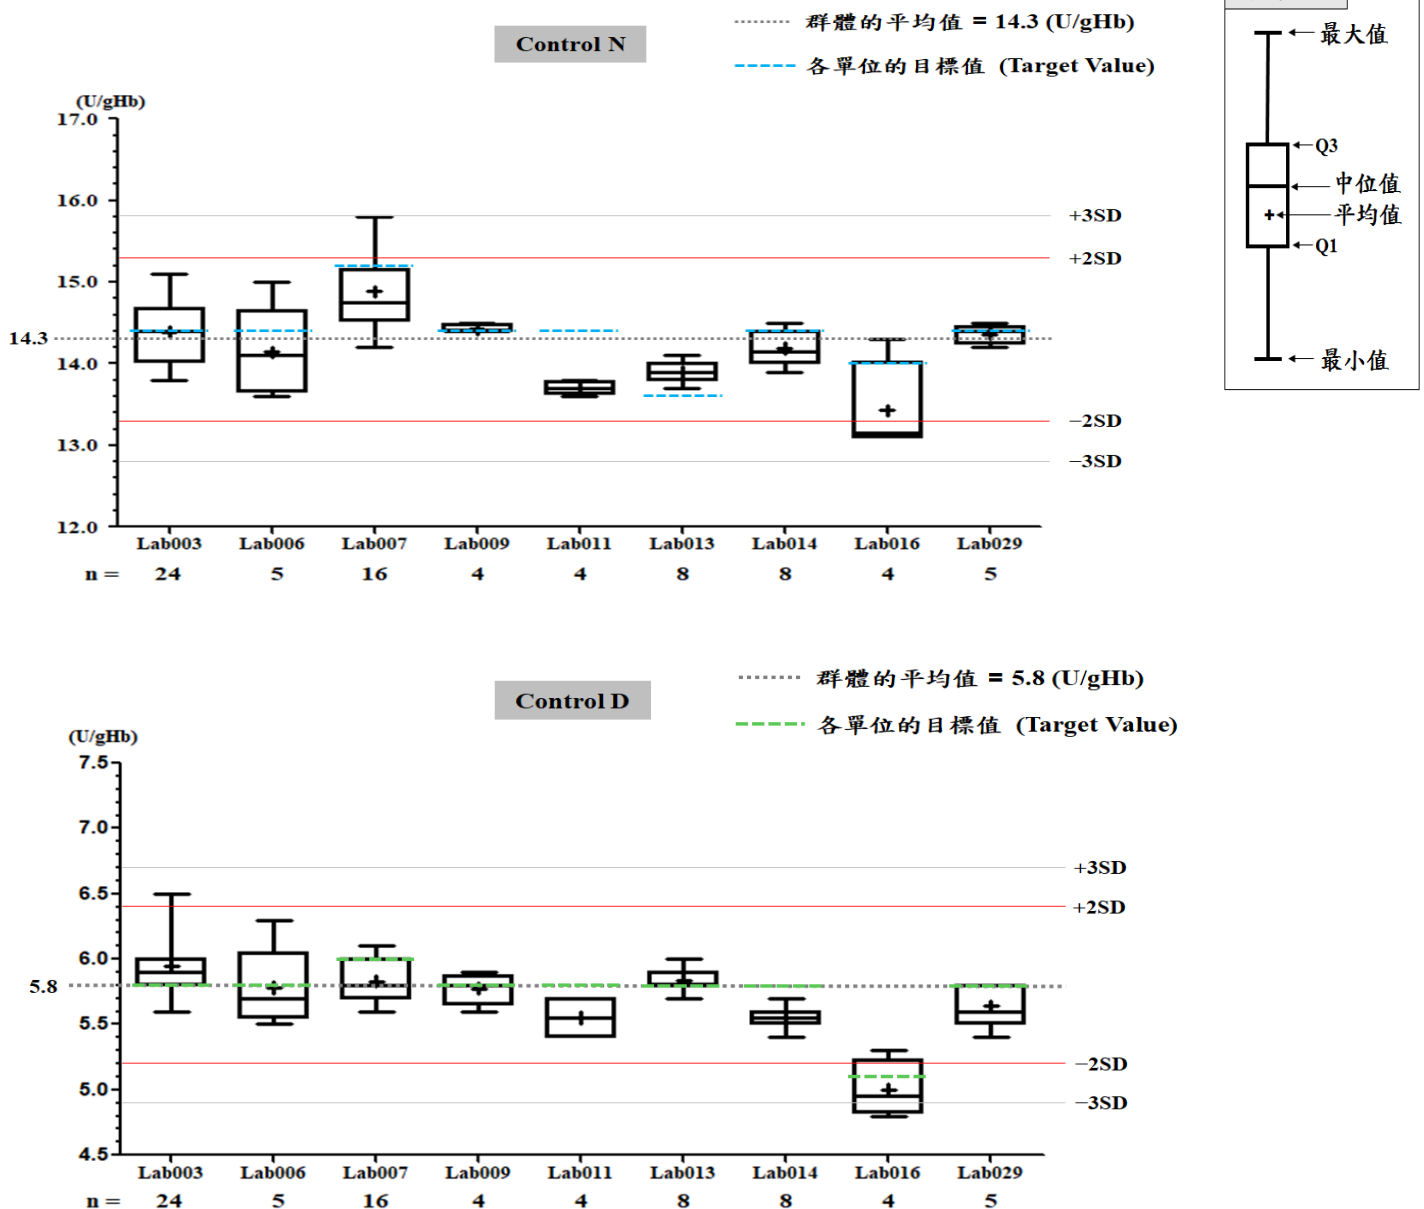 Control N
群體的平均值 = 14.3 (U/gHb)
各單位的目標值 (Target Value)
(U/gHb)
17.0
16.0
15.0
14.3
14.0
13.0
12.0
+3SD
+2SD
−2SD
−3SD
Lab003 Lab006 Lab007 Lab009 Lab011 Lab013 Lab014 Lab016 Lab029
n = 24 5 16 4 4 8 8 4 5
最大值
Q3
中位值
平均值
Q1
最小值
Control D
群體的平均值 = 5.8 (U/gHb)
各單位的目標值 (Target Value)
(U/gHb)
7.5
7.0
6.5
6.0
5.8
5.5
5.0
4.5
+3SD
+2SD
−2SD
−3SD
Lab003 Lab006 Lab007 Lab009 Lab011 Lab013 Lab014 Lab016 Lab029
n = 24 5 16 4 4 8 8 4 5